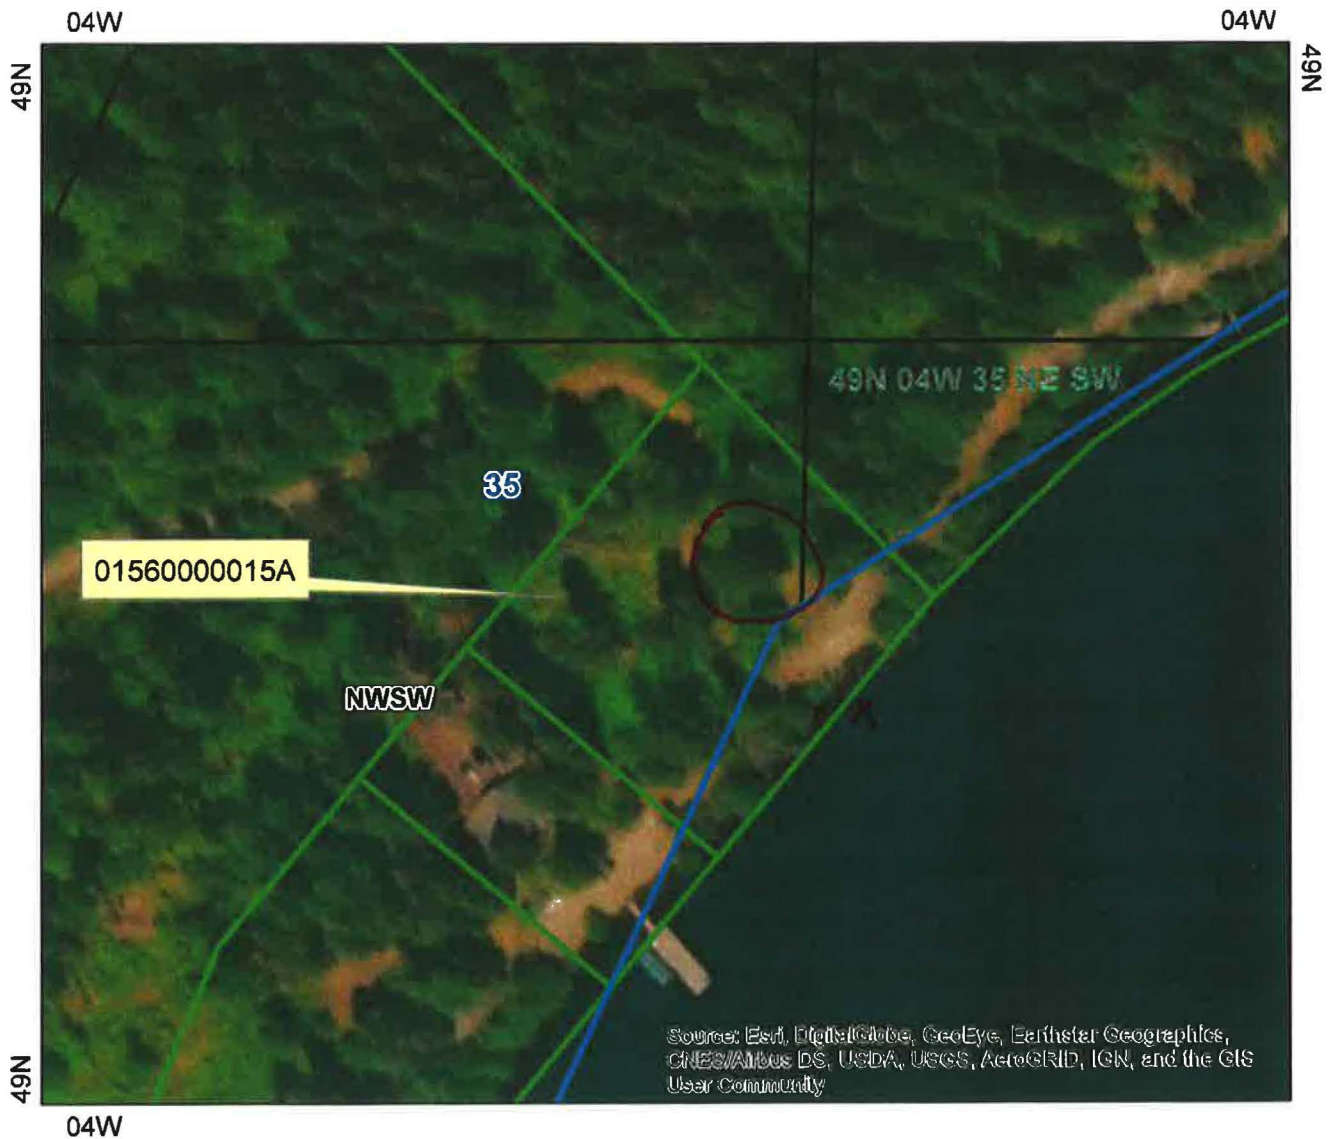 04W
04W
49N
49N
49N 04W 35 NE SW
35
01560000015A
NWSW
Source: Esri, DigitalGlobe, GeoEye, Earthstar Geographics,
CNES/Airbus DS, USDA, USGS, AeroGRID, IGN, and the GIS
User Community
49N
04W